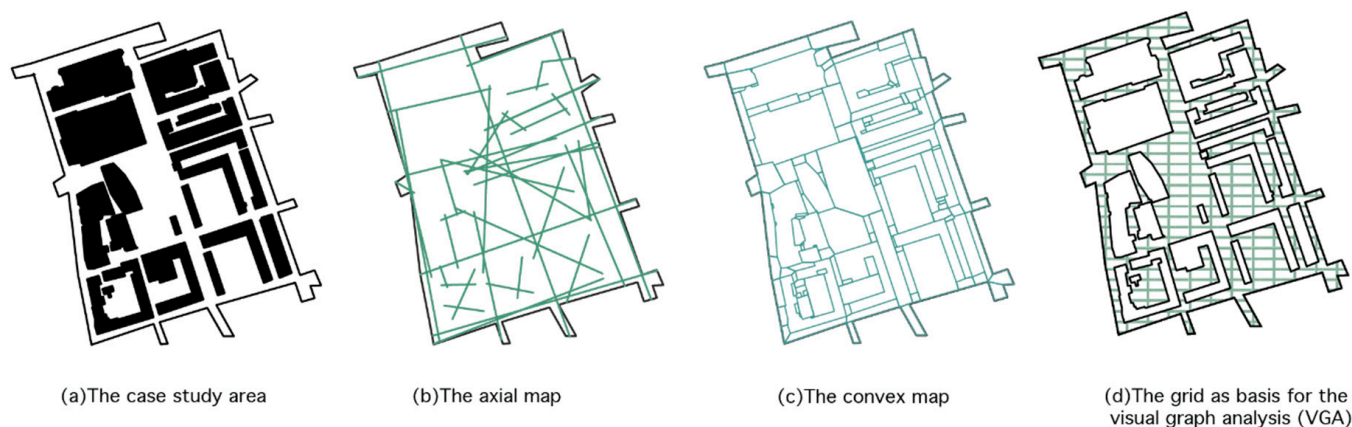 (a)The case study area
(b)The axial map
(c)The convex map
(d)The grid as basis for the
visual graph analysis (VGA)